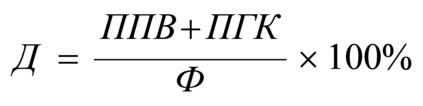 Д = ППВ+ПГК / Ф × 100%